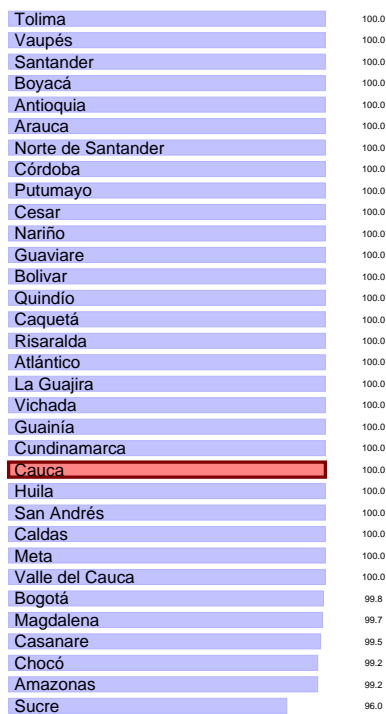 Tolima 100.0
Vaupés 100.0
Santander 100.0
Boyacá 100.0
Antioquia 100.0
Arauca 100.0
Norte de Santander 100.0
Córdoba 100.0
Putumayo 100.0
Cesar 100.0
Nariño 100.0
Guaviare 100.0
Bolivar 100.0
Quindío 100.0
Caquetá 100.0
Risaralda 100.0
Atlántico 100.0
La Guajira 100.0
Vichada 100.0
Guainía 100.0
Cundinamarca 100.0
Cauca 100.0
Huila 100.0
San Andrés 100.0
Caldas 100.0
Meta 100.0
Valle del Cauca 100.0
Bogotá 99.8
Magdalena 99.7
Casanare 99.5
Chocó 99.2
Amazonas 99.2
Sucre 96.0